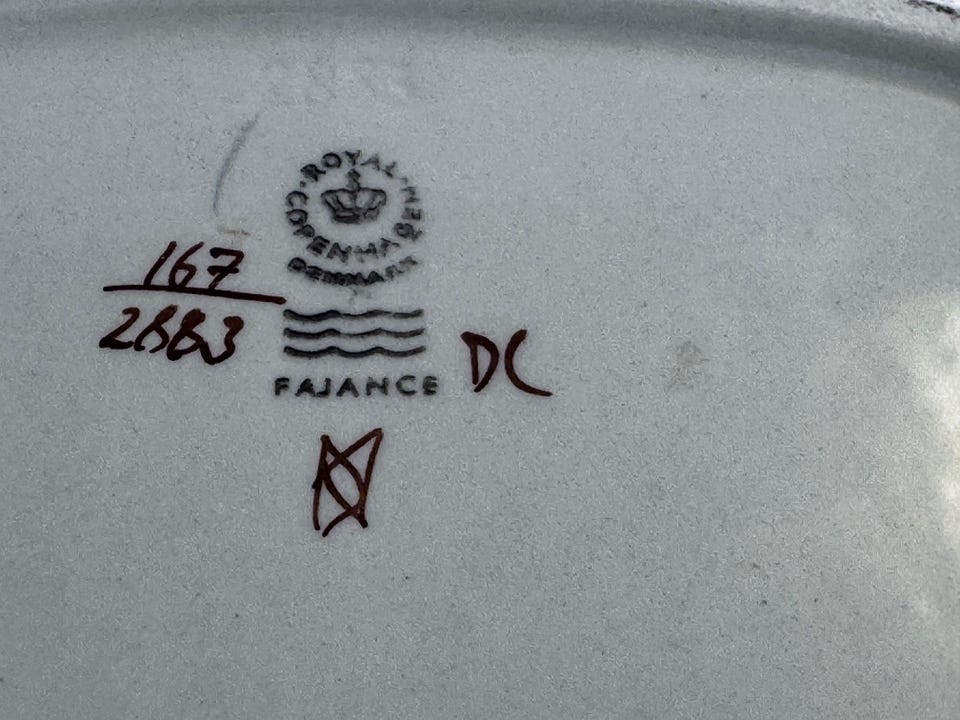 ROYAL COPENHAGEN
DENMARK
167
2883
FAJANCE
DC